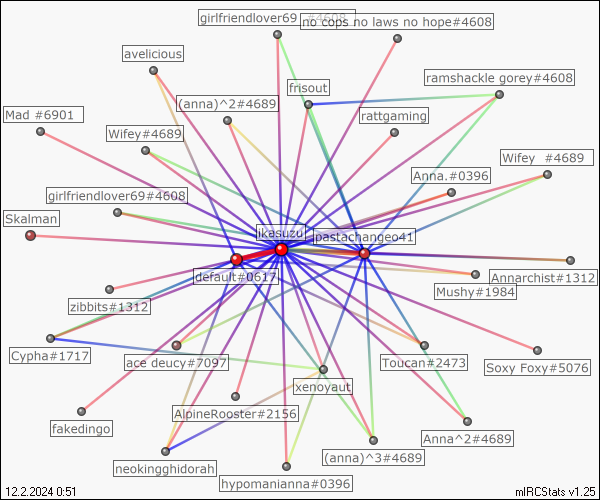 girlfriendlover69 #4608
no cops no laws no hope#4608
avelicious
frisout
ramshackle gorey#4608
(anna)^2#4689
rattgaming
Mad #6901
Wifey#4689
Wifey #4689
Anna.#0396
girlfriendlover69#4608
Skalman
ikasuzu
pastachangeo41
default#0617
Annarchist#1312
Mushy#1984
zibbits#1312
Cypha#1717
ace deucy#7097
Toucan#2473
Soxy Foxy#5076
xenoyaut
AlpineRooster#2156
fakedingo
Anna^2#4689
(anna)^3#4689
neokingghidorah
hypomanianna#0396
12.2.2024 0:51
mIRCStats v1.25